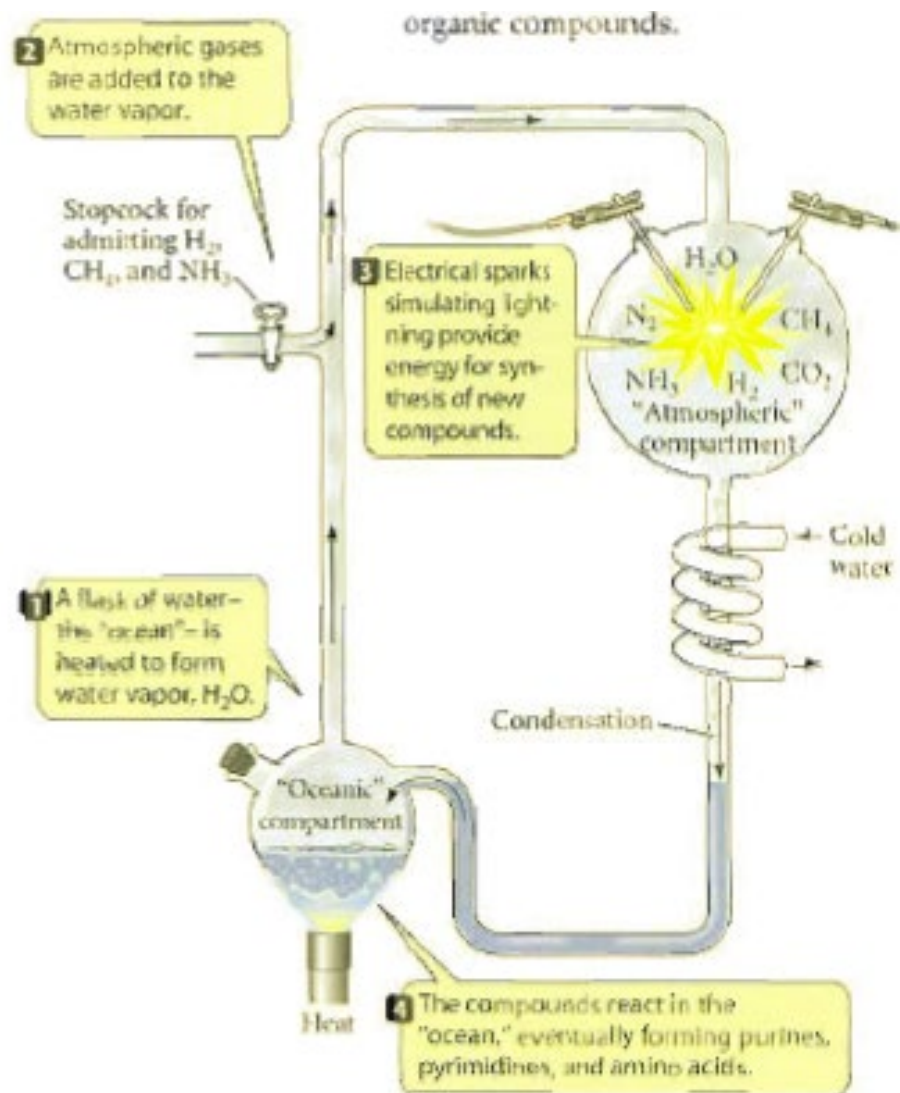 organic compounds.
2 Atmospheric gases
are added to the
water vapor.
Stopcock for
admitting H₂,
CH₄, and NH₃
3 Electrical sparks
simulating light-
ning provide
energy for syn-
thesis of new
compounds.
H₂O
N₂
CH₄
NH₃
H₂
CO₂
"Atmospheric"
compartment
Cold
water
1 A flask of water–
the "ocean"– is
heated to form
water vapor, H₂O.
Condensation
"Oceanic"
compartment
Heat
4 The compounds react in the
"ocean," eventually forming purines,
pyrimidines, and amino acids.